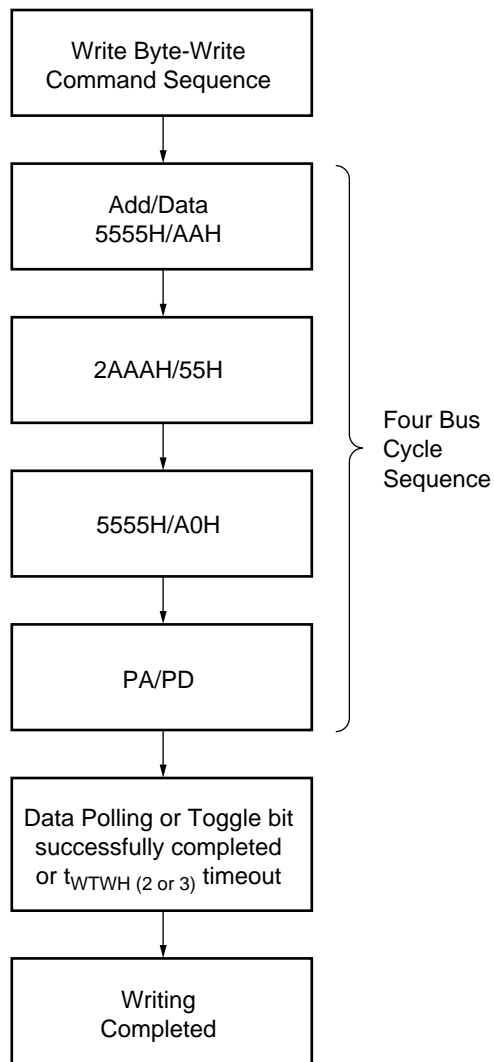 Write Byte-Write
Command Sequence
Add/Data
5555H/AAH
2AAAH/55H
5555H/A0H
PA/PD
Four Bus
Cycle
Sequence
Data Polling or Toggle bit
successfully completed
or tWTWH (2 or 3) timeout
Writing
Completed